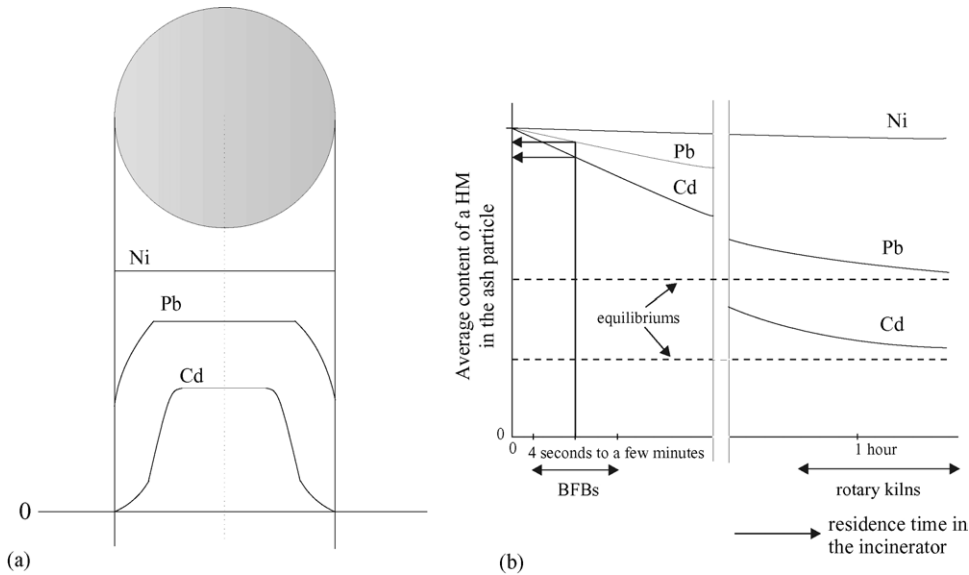 Ni
Pb
Cd
0
(a)
Average content of a HM
in the ash particle
Ni
Pb
Cd
Pb
equilibriums
Cd
0
0
4 seconds to a few minutes
1 hour
BFBs
rotary kilns
residence time in
the incinerator
(b)